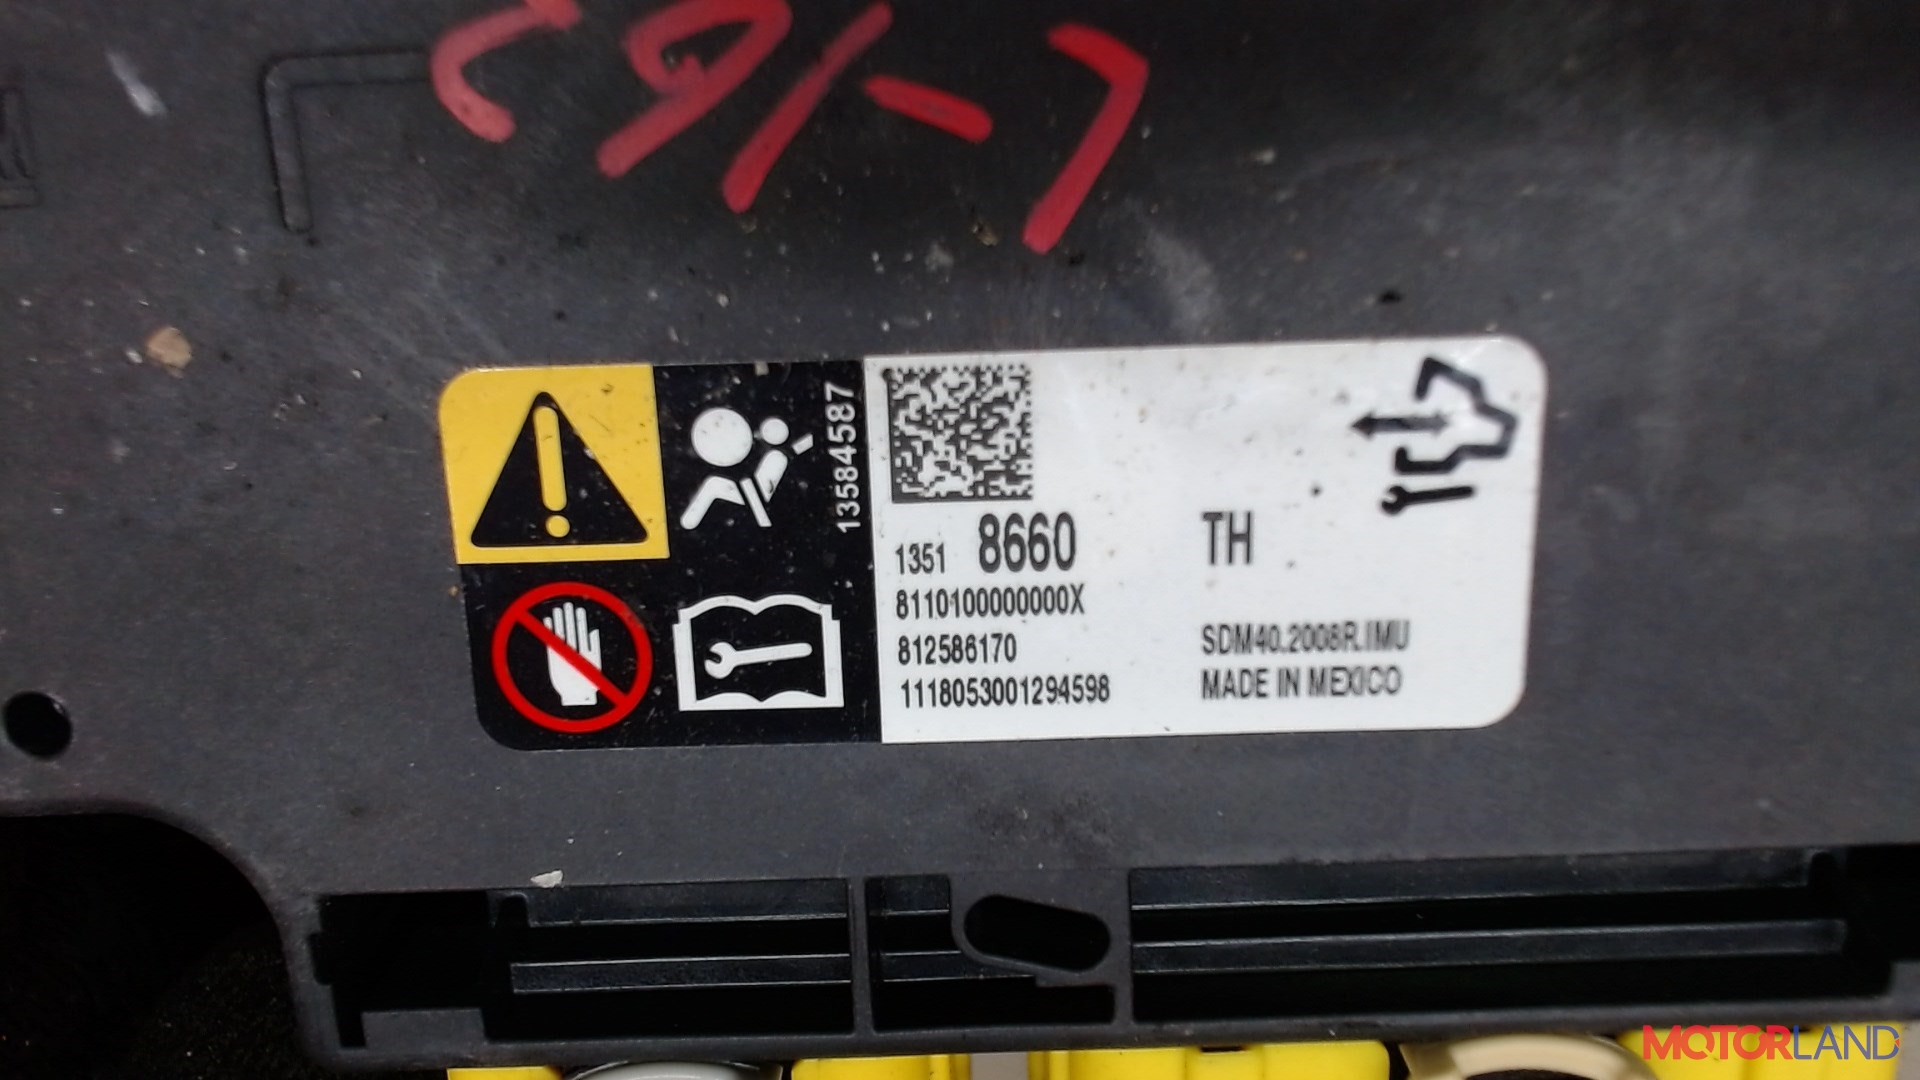 13584587
1351 8660 TH
8110100000000X
812586170 SDM40.2008R.IMU
1118053001294598 MADE IN MEXICO
MOTORLAND